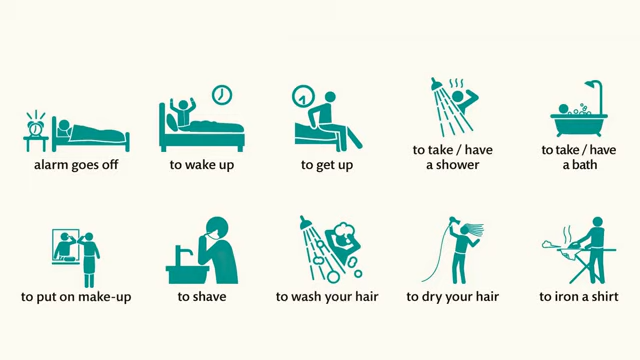 alarm goes off
to wake up
to get up
to take / have
a shower
to take / have
a bath
to put on make-up
to shave
to wash your hair
to dry your hair
to iron a shirt